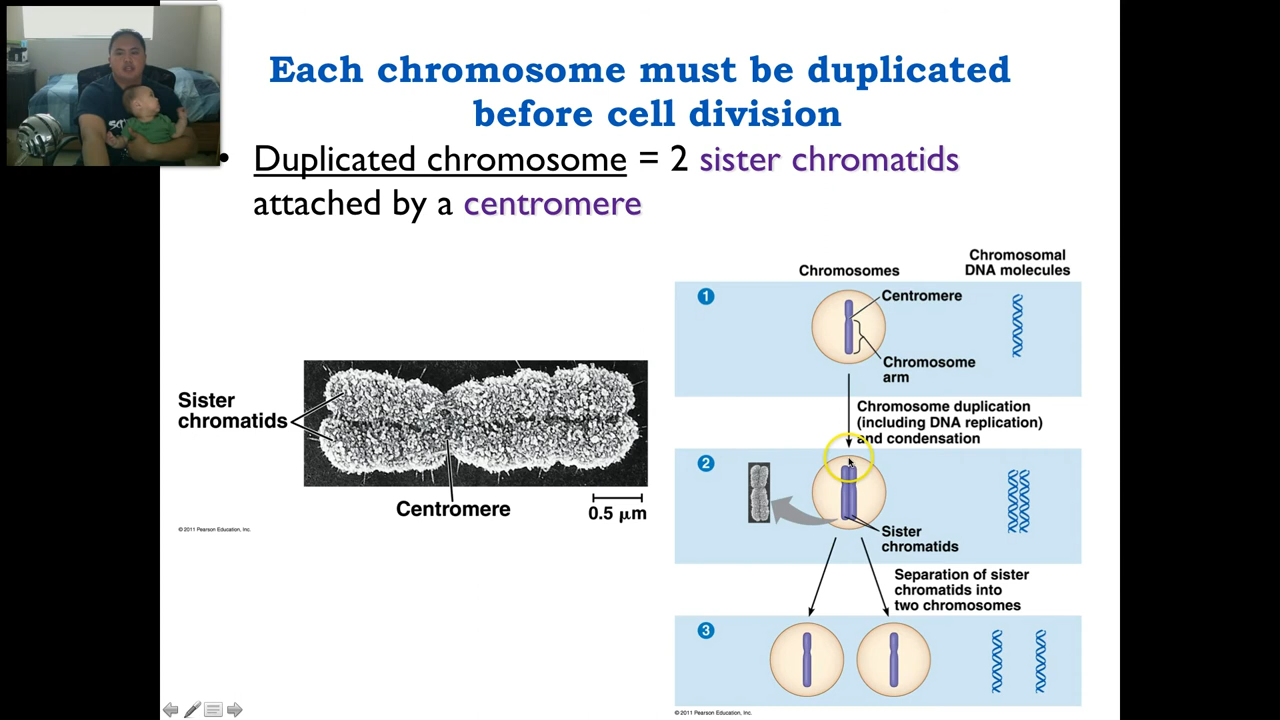 Each chromosome must be duplicated
before cell division
• Duplicated chromosome = 2 sister chromatids
attached by a centromere
Sister
chromatids
Centromere
0.5 μm
© 2011 Pearson Education, Inc.
Chromosomes
Chromosomal
DNA molecules
1
Centromere
Chromosome
arm
Chromosome duplication
(including DNA replication)
and condensation
2
Sister
chromatids
Separation of sister
chromatids into
two chromosomes
3
© 2011 Pearson Education, Inc.